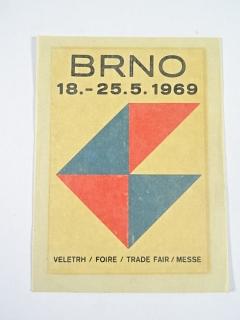 BRNO
18.-25.5.1969
VELETRH / FOIRE / TRADE FAIR / MESSE